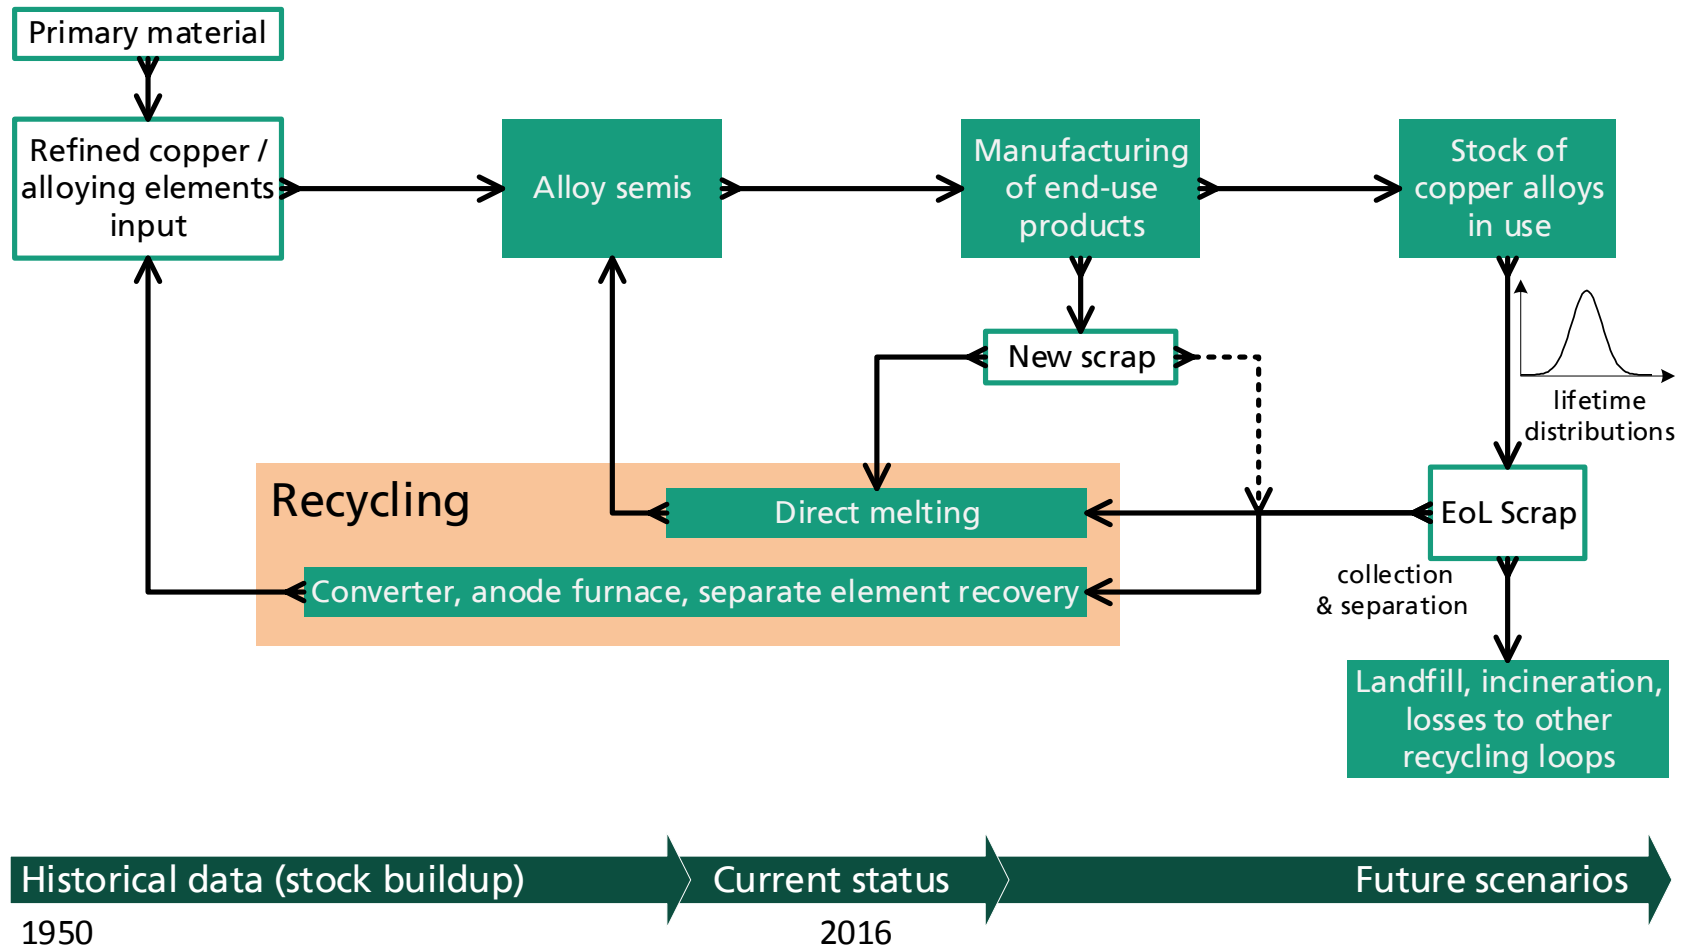 Primary material
Refined copper /
alloying elements
input
Alloy semis
Manufacturing
of end-use
products
Stock of
copper alloys
in use
New scrap
lifetime
distributions
Recycling
Direct melting
EoL Scrap
Converter, anode furnace, separate element recovery
collection
& separation
Landfill, incineration,
losses to other
recycling loops
Historical data (stock buildup)
Current status
Future scenarios
1950
2016